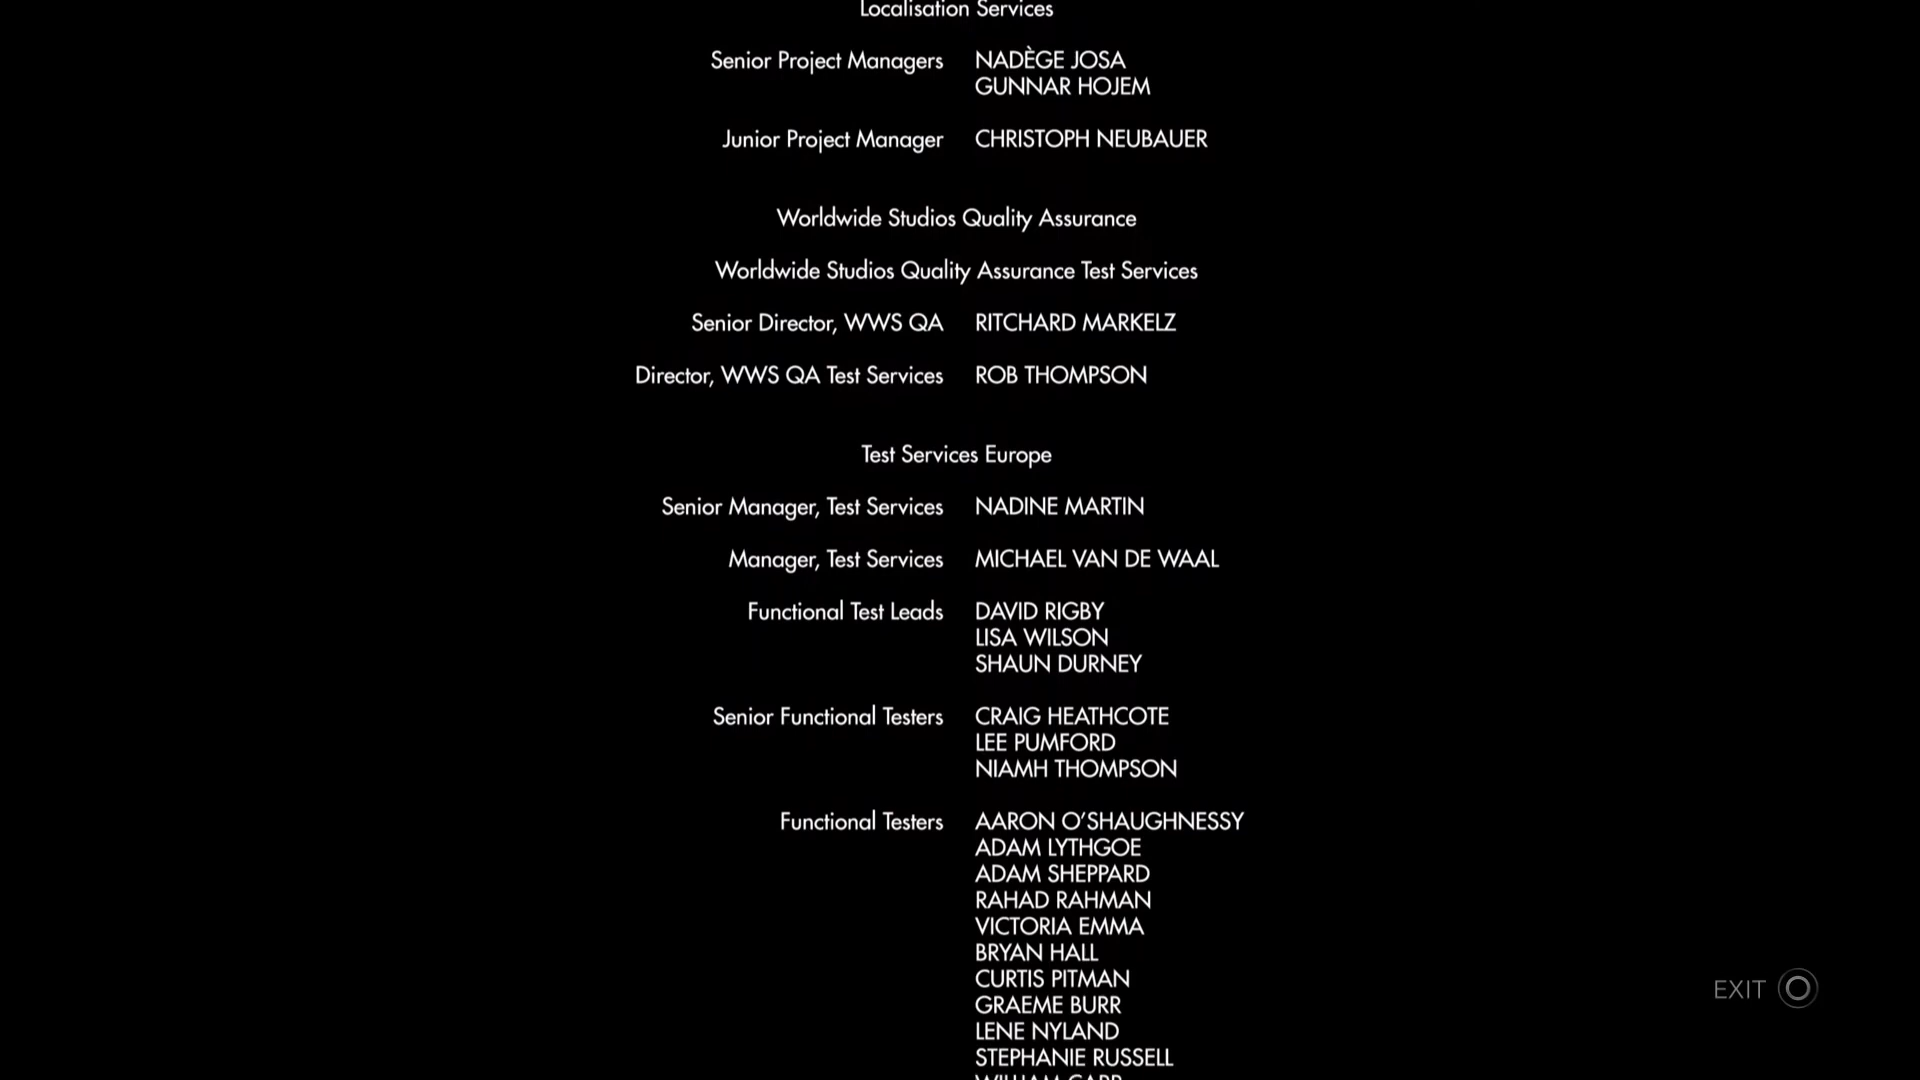 Localisation Services
Senior Project Managers NADÈGE JOSA
GUNNAR HOJEM
Junior Project Manager CHRISTOPH NEUBAUER
Worldwide Studios Quality Assurance
Worldwide Studios Quality Assurance Test Services
Senior Director, WWS QA RITCHARD MARKELZ
Director, WWS QA Test Services ROB THOMPSON
Test Services Europe
Senior Manager, Test Services NADINE MARTIN
Manager, Test Services MICHAEL VAN DE WAAL
Functional Test Leads DAVID RIGBY
LISA WILSON
SHAUN DURNEY
Senior Functional Testers CRAIG HEATHCOTE
LEE PUMFORD
NIAMH THOMPSON
Functional Testers AARON O'SHAUGHNESSY
ADAM LYTHGOE
ADAM SHEPPARD
RAHAD RAHMAN
VICTORIA EMMA
BRYAN HALL
CURTIS PITMAN
GRAEME BURR
EXIT
LENE NYLAND
STEPHANIE RUSSELL